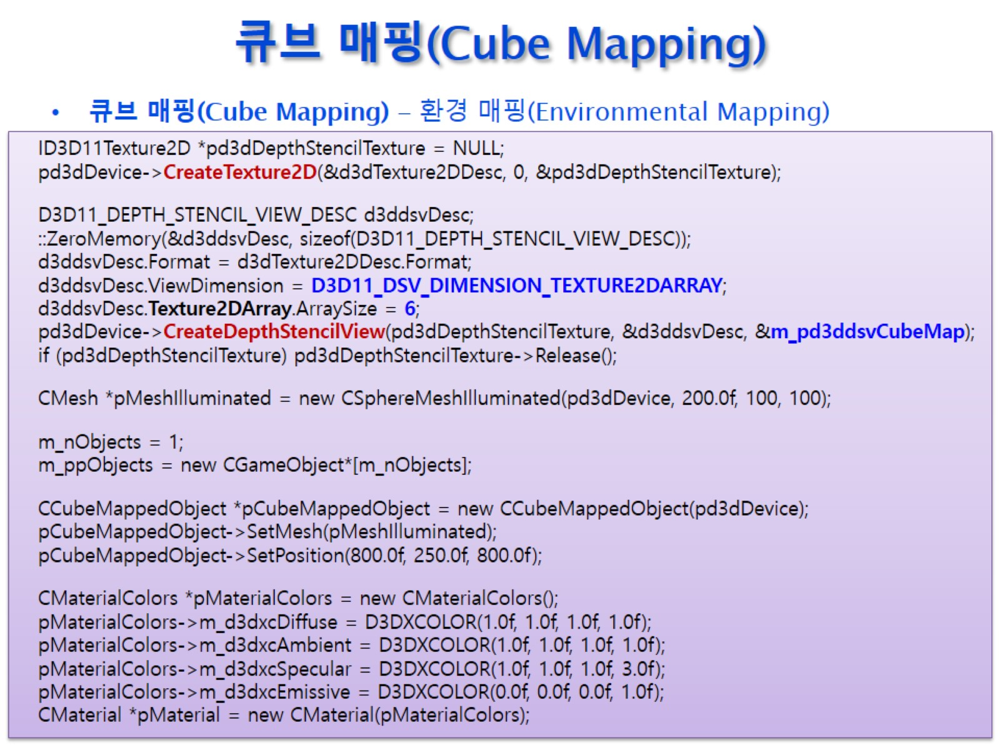 큐브 매핑(Cube Mapping)
• 큐브 매핑(Cube Mapping) – 환경 매핑(Environmental Mapping)
ID3D11Texture2D *pd3dDepthStencilTexture = NULL;
pd3dDevice->CreateTexture2D(&d3dTexture2DDesc, 0, &pd3dDepthStencilTexture);
D3D11_DEPTH_STENCIL_VIEW_DESC d3ddsvDesc;
::ZeroMemory(&d3ddsvDesc, sizeof(D3D11_DEPTH_STENCIL_VIEW_DESC));
d3ddsvDesc.Format = d3dTexture2DDesc.Format;
d3ddsvDesc.ViewDimension = D3D11_DSV_DIMENSION_TEXTURE2DARRAY;
d3ddsvDesc.Texture2DArray.ArraySize = 6;
pd3dDevice->CreateDepthStencilView(pd3dDepthStencilTexture, &d3ddsvDesc, &m_pd3ddsvCubeMap);
if (pd3dDepthStencilTexture) pd3dDepthStencilTexture->Release();
CMesh *pMeshIlluminated = new CSphereMeshIlluminated(pd3dDevice, 200.0f, 100, 100);
m_nObjects = 1;
m_ppObjects = new CGameObject*[m_nObjects];
CCubeMappedObject *pCubeMappedObject = new CCubeMappedObject(pd3dDevice);
pCubeMappedObject->SetMesh(pMeshIlluminated);
pCubeMappedObject->SetPosition(800.0f, 250.0f, 800.0f);
CMaterialColors *pMaterialColors = new CMaterialColors();
pMaterialColors->m_d3dxcDiffuse = D3DXCOLOR(1.0f, 1.0f, 1.0f, 1.0f);
pMaterialColors->m_d3dxcAmbient = D3DXCOLOR(1.0f, 1.0f, 1.0f, 1.0f);
pMaterialColors->m_d3dxcSpecular = D3DXCOLOR(1.0f, 1.0f, 1.0f, 3.0f);
pMaterialColors->m_d3dxcEmissive = D3DXCOLOR(0.0f, 0.0f, 0.0f, 1.0f);
CMaterial *pMaterial = new CMaterial(pMaterialColors);